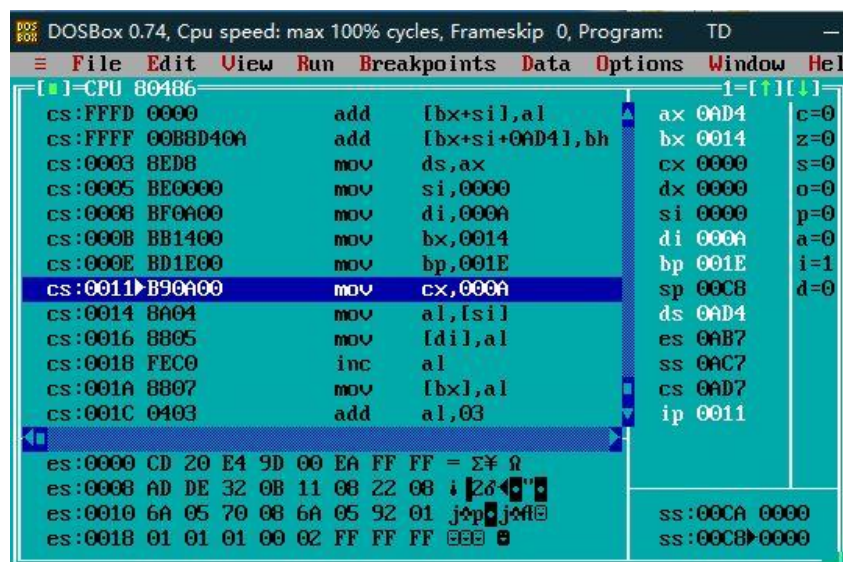 DOSBox 0.74, Cpu speed: max 100% cycles, Frameskip 0, Program: TD
≡ File Edit View Run Breakpoints Data Options Window Hel
[■]=CPU 80486 1=[↑][↓]
cs:FFFD 0000 add [bx+si],al ax 0AD4 c=0
cs:FFFF 00B8D40A add [bx+si+0AD4],bh bx 0014 z=0
cs:0003 8ED8 mov ds,ax cx 0000 s=0
cs:0005 BE0000 mov si,0000 dx 0000 o=0
cs:0008 BF0A00 mov di,000A si 0000 p=0
cs:000B BB1400 mov bx,0014 di 000A a=0
cs:000E BD1E00 mov bp,001E bp 001E i=1
cs:0011►B90A00 mov cx,000A sp 00C8 d=0
cs:0014 8A04 mov al,[si] ds 0AD4
cs:0016 8805 mov [di],al es 0AB7
cs:0018 FEC0 inc al ss 0AC7
cs:001A 8807 mov [bx],al cs 0AD7
cs:001C 0403 add al,03 ip 0011
es:0000 CD 20 E4 9D 00 EA FF FF = Σ¥ Ω
es:0008 AD DE 32 0B 11 08 22 08
es:0010 6A 05 70 08 6A 05 92 01 ss:00CA 0000
es:0018 01 01 01 00 02 FF FF FF ss:00C8►0000